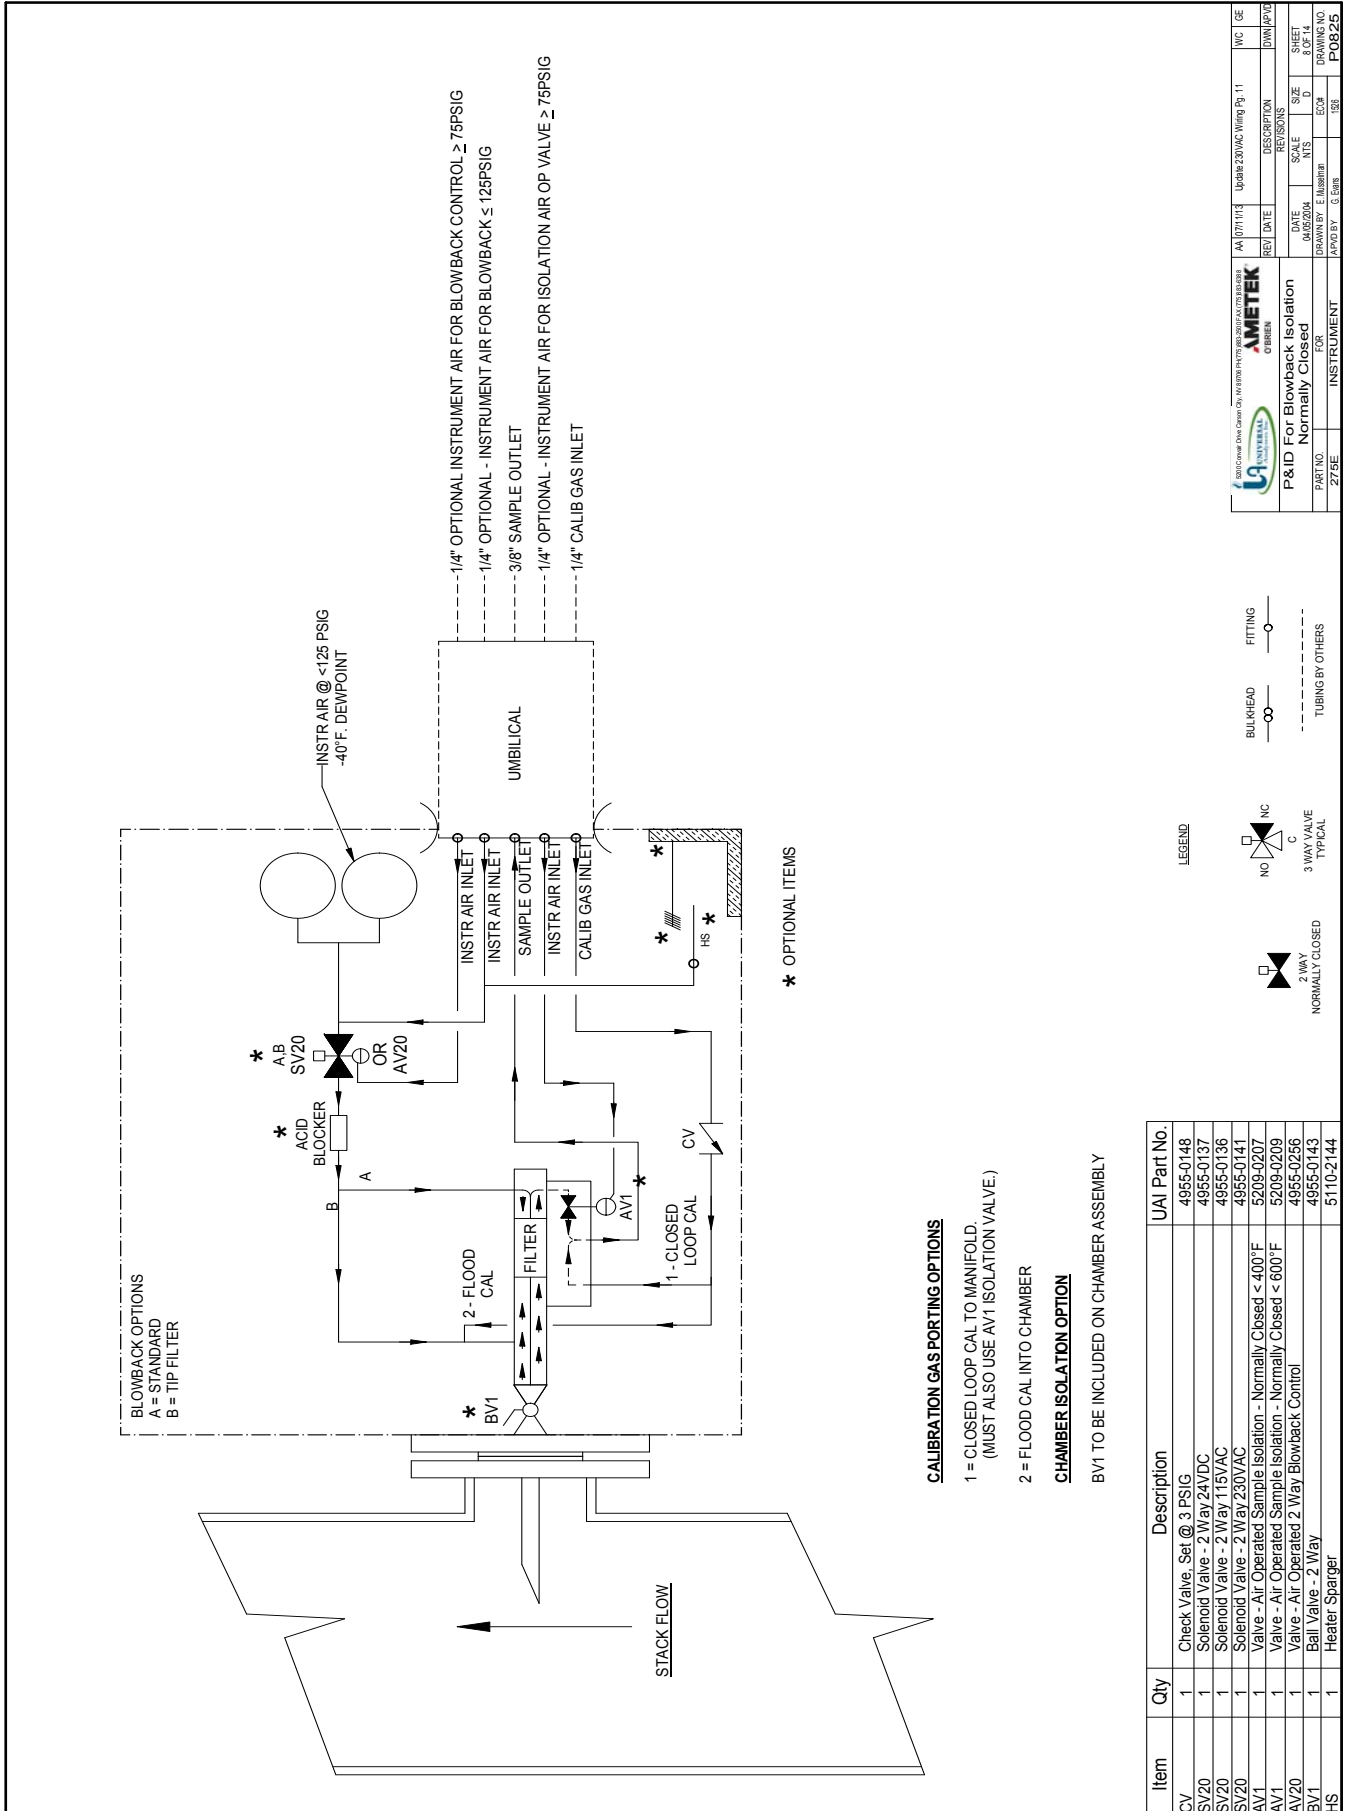 BLOWBACK OPTIONS
A = STANDARD
B = TIP FILTER
INSTR AIR @ <125 PSIG
-40°F. DEWPOINT
*
A,B
SV20
OR
AV20
*
ACID
BLOCKER
A
B
2 - FLOOD
CAL
FILTER
*
BV1
AV1
*
1 - CLOSED
LOOP CAL
CV
INSTR AIR INLET
INSTR AIR INLET
SAMPLE OUTLET
INSTR AIR INLET
CALIB GAS INLET
UMBILICAL
1/4" OPTIONAL INSTRUMENT AIR FOR BLOWBACK CONTROL ≥ 75PSIG
1/4" OPTIONAL - INSTRUMENT AIR FOR BLOWBACK ≤ 125PSIG
3/8" SAMPLE OUTLET
1/4" OPTIONAL - INSTRUMENT AIR FOR ISOLATION AIR OP VALVE ≥ 75PSIG
1/4" CALIB GAS INLET
*
*
HS *
* OPTIONAL ITEMS
STACK FLOW
CALIBRATION GAS PORTING OPTIONS
1 = CLOSED LOOP CAL TO MANIFOLD.
(MUST ALSO USE AV1 ISOLATION VALVE.)
2 = FLOOD CAL INTO CHAMBER
CHAMBER ISOLATION OPTION
BV1 TO BE INCLUDED ON CHAMBER ASSEMBLY
Item Qty Description UAI Part No.
CV 1 Check Valve, Set @ 3 PSIG 4955-0148
SV20 1 Solenoid Valve - 2 Way 24VDC 4955-0137
SV20 1 Solenoid Valve - 2 Way 115VAC 4955-0136
SV20 1 Solenoid Valve - 2 Way 230VAC 4955-0141
AV1 1 Valve - Air Operated Sample Isolation - Normally Closed < 400°F 5209-0207
AV1 1 Valve - Air Operated Sample Isolation - Normally Closed < 600°F 5209-0209
AV20 1 Valve - Air Operated 2 Way Blowback Control 4955-0256
BV1 1 Ball Valve - 2 Way 4955-0143
HS 1 Heater Sparger 5110-2144
LEGEND
2 WAY
NORMALLY CLOSED
NO
NC
C
3 WAY VALVE
TYPICAL
BULKHEAD
FITTING
TUBING BY OTHERS
UNIVERSAL
AMETEK
O'BRIEN
P&ID For Blowback Isolation
Normally Closed
PART NO. FOR
275E INSTRUMENT
AA 07/11/13 Update 230VAC Wiring Pg. 11 WC GE
REV DATE DESCRIPTION DWN APVD
REVISIONS
DATE SCALE SIZE SHEET
04/05/2004 NTS D 8 OF 14
DRAWN BY E. Musselman ECO# DRAWING NO.
APVD BY G. Evans 1526 P0825